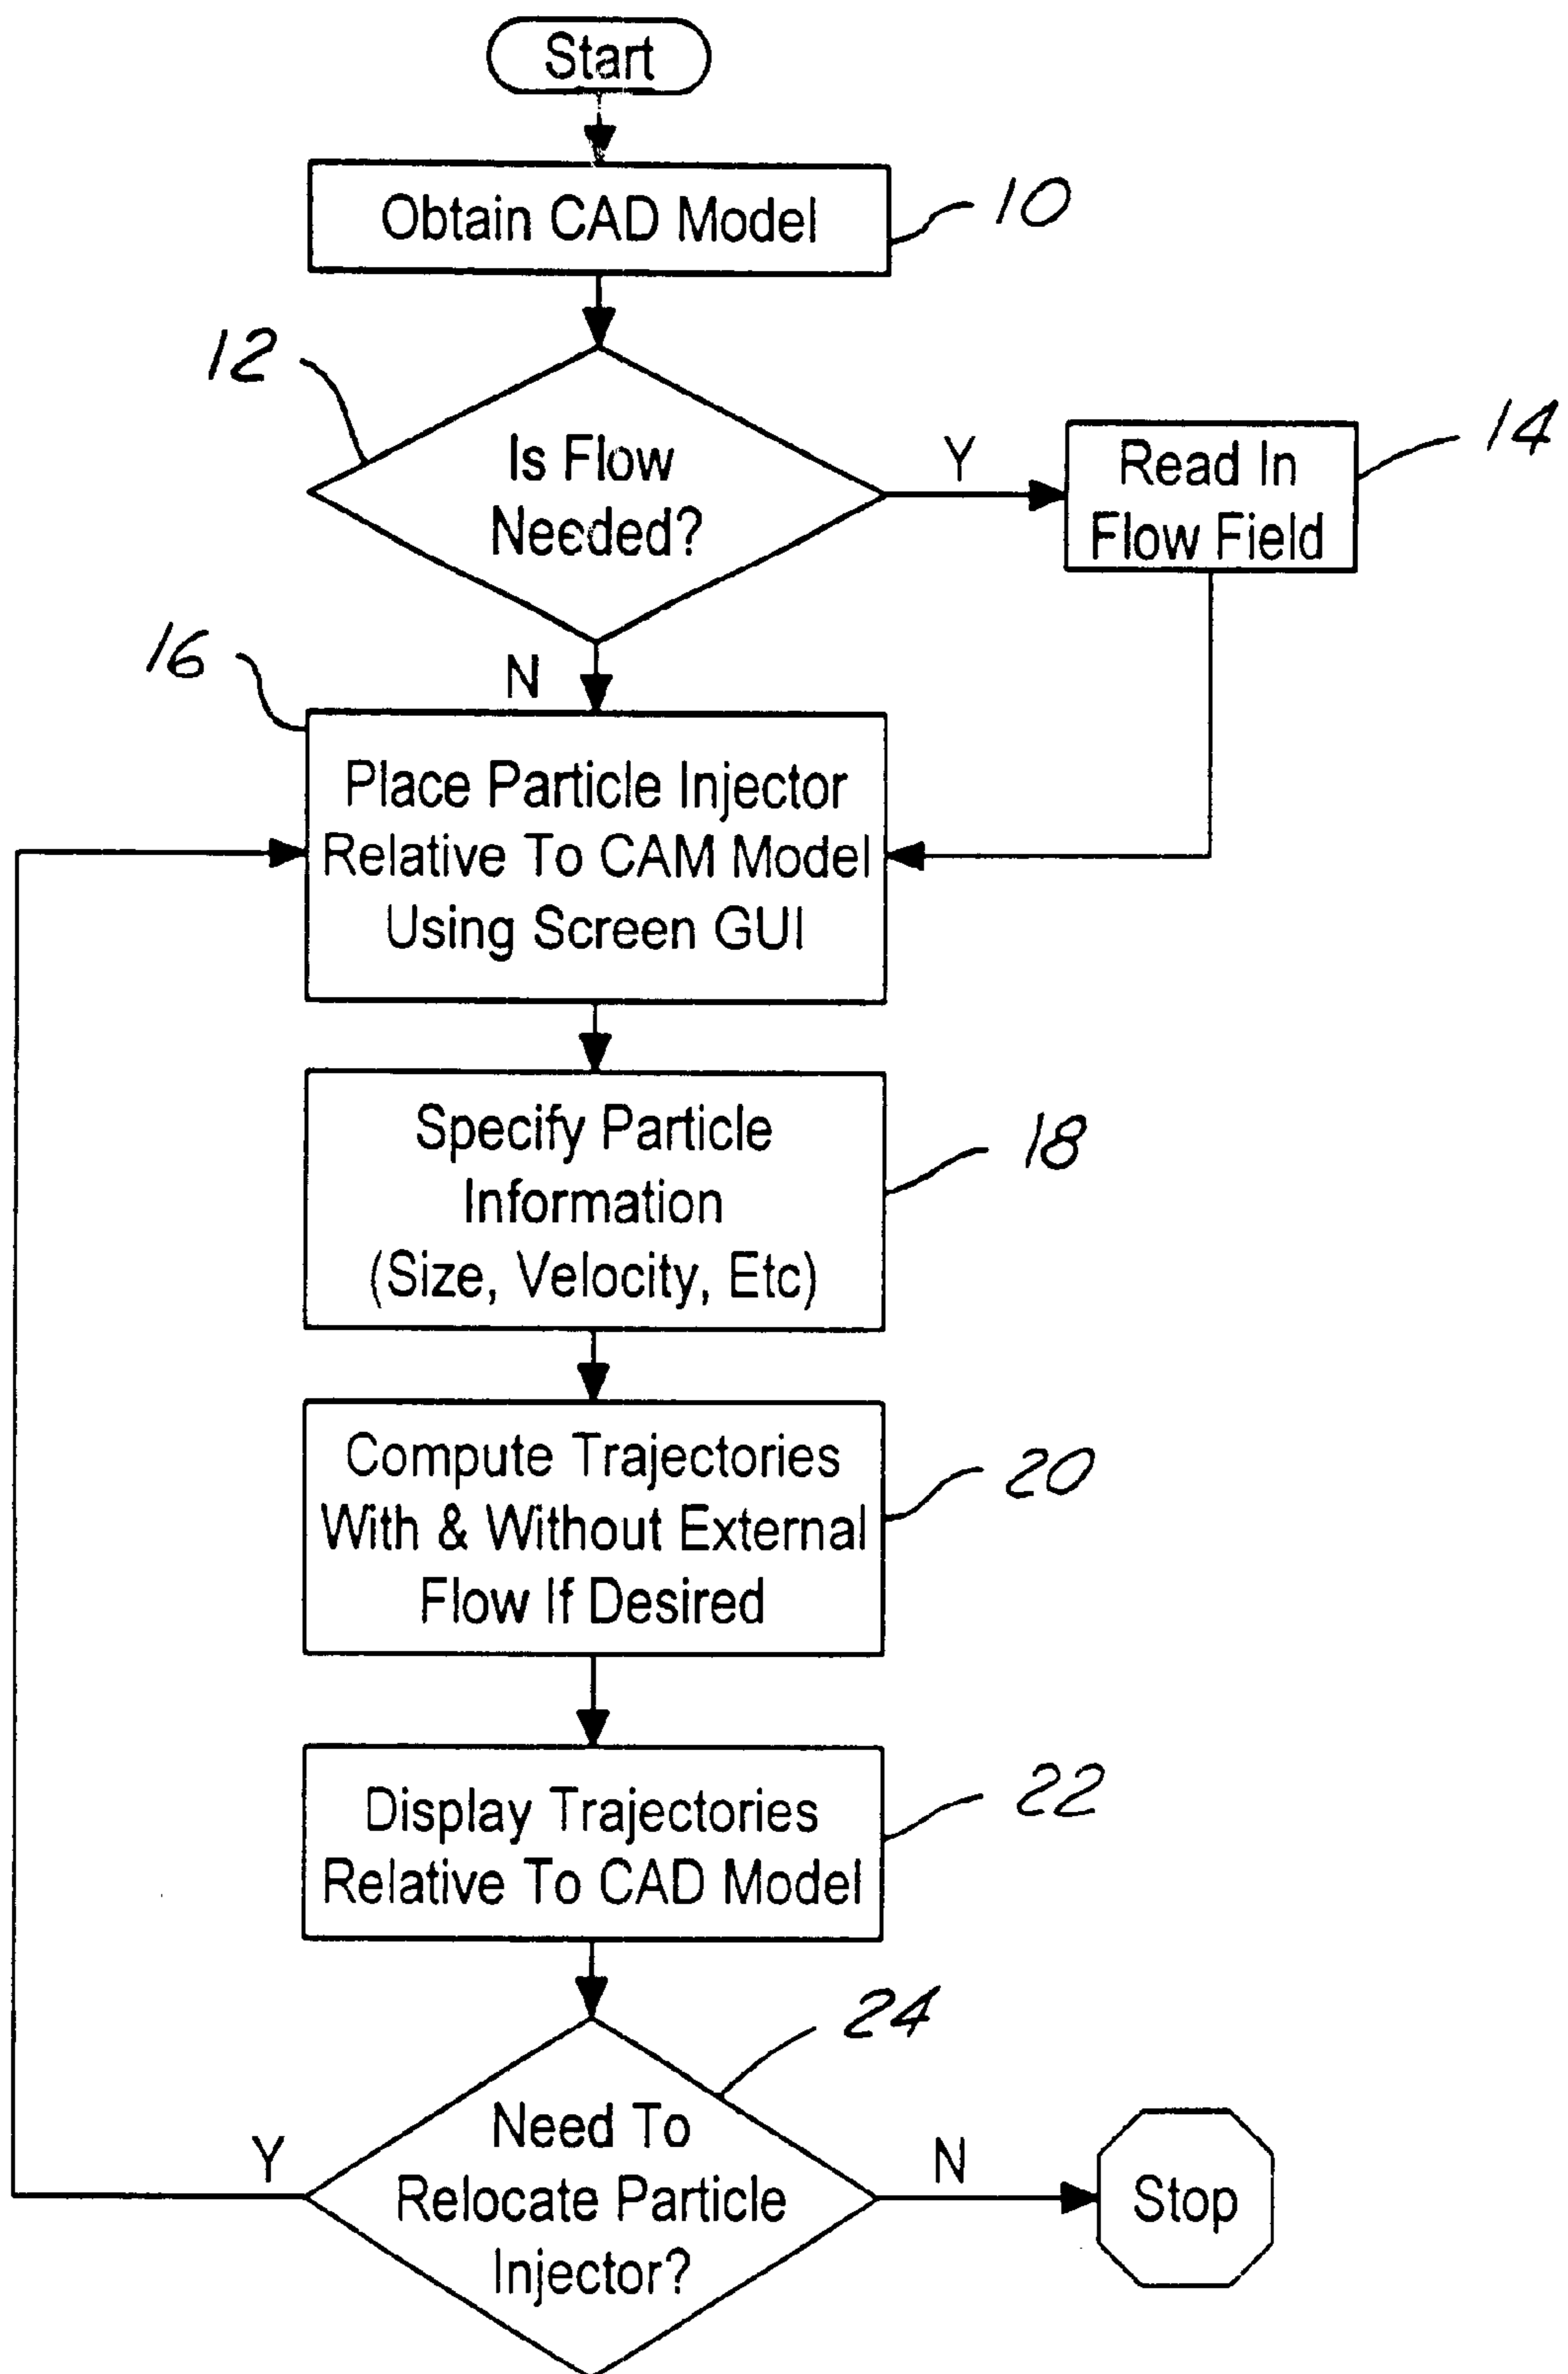 Start
Obtain CAD Model
10
12
Is Flow
Needed?
Y
Read In
Flow Field
14
N
16
Place Particle Injector
Relative To CAM Model
Using Screen GUI
Specify Particle
Information
(Size, Velocity, Etc)
18
Compute Trajectories
With & Without External
Flow If Desired
20
Display Trajectories
Relative To CAD Model
22
24
Need To
Relocate Particle
Injector?
Y
N
Stop